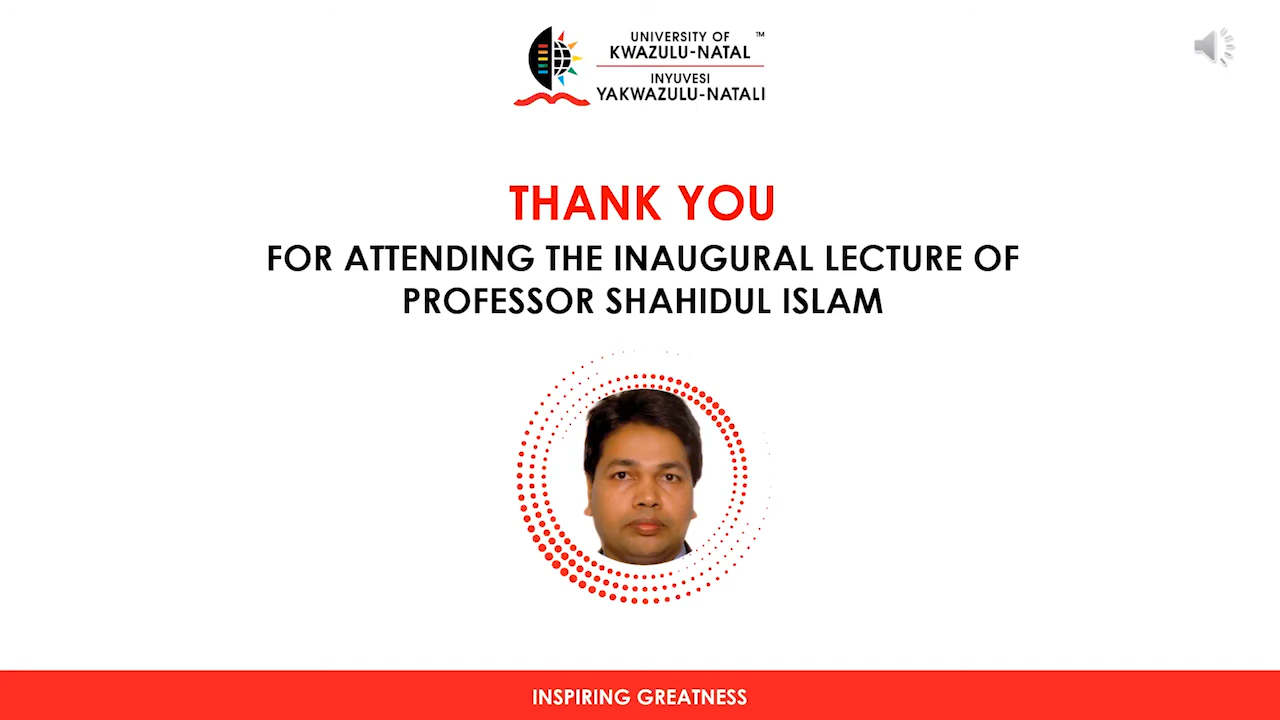 UNIVERSITY OF ™
KWAZULU-NATAL
INYUVESI
YAKWAZULU-NATALI
THANK YOU
FOR ATTENDING THE INAUGURAL LECTURE OF
PROFESSOR SHAHIDUL ISLAM
INSPIRING GREATNESS